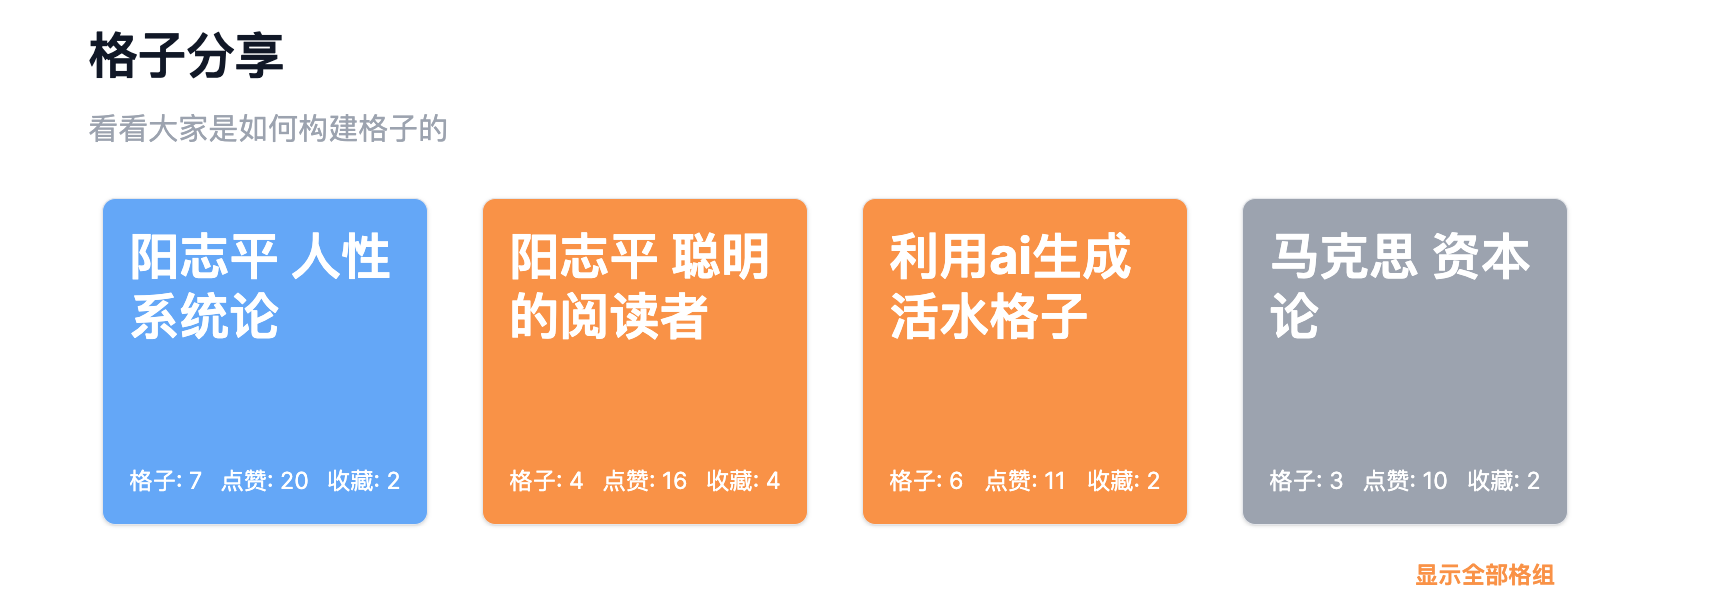 格子分享
看看大家是如何构建格子的
阳志平 人性
系统论
格子: 7 点赞: 20 收藏: 2
阳志平 聪明
的阅读者
格子: 4 点赞: 16 收藏: 4
利用ai生成
活水格子
格子: 6 点赞: 11 收藏: 2
马克思 资本
论
格子: 3 点赞: 10 收藏: 2
显示全部格组